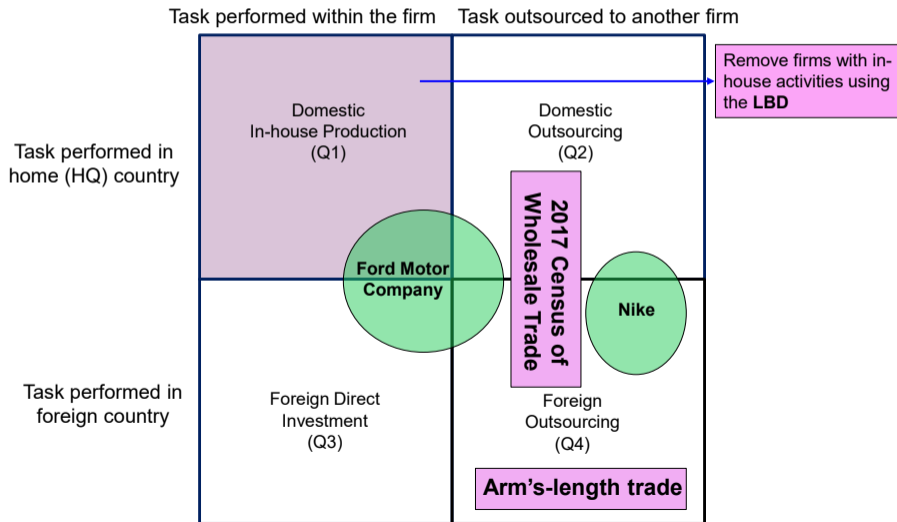 Task performed within the firm
Task outsourced to another firm
Remove firms with in-
house activities using
the LBD
Task performed in
home (HQ) country
Domestic
In-house Production
(Q1)
Domestic
Outsourcing
(Q2)
2017 Census of
Wholesale Trade
Ford Motor
Company
Nike
Task performed in
foreign country
Foreign Direct
Investment
(Q3)
Foreign
Outsourcing
(Q4)
Arm's-length trade